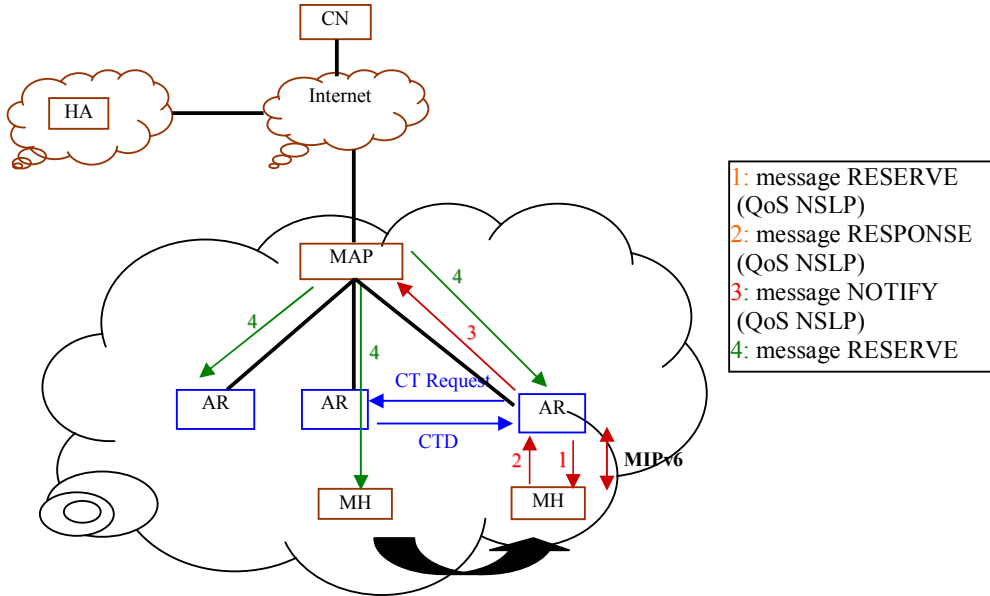 CN
Internet
HA
1: message RESERVE
(QoS NSLP)
2: message RESPONSE
(QoS NSLP)
3: message NOTIFY
(QoS NSLP)
4: message RESERVE
MAP
4
4
3
4
CT Request
AR
AR
AR
CTD
2
1
MIPv6
MH
MH